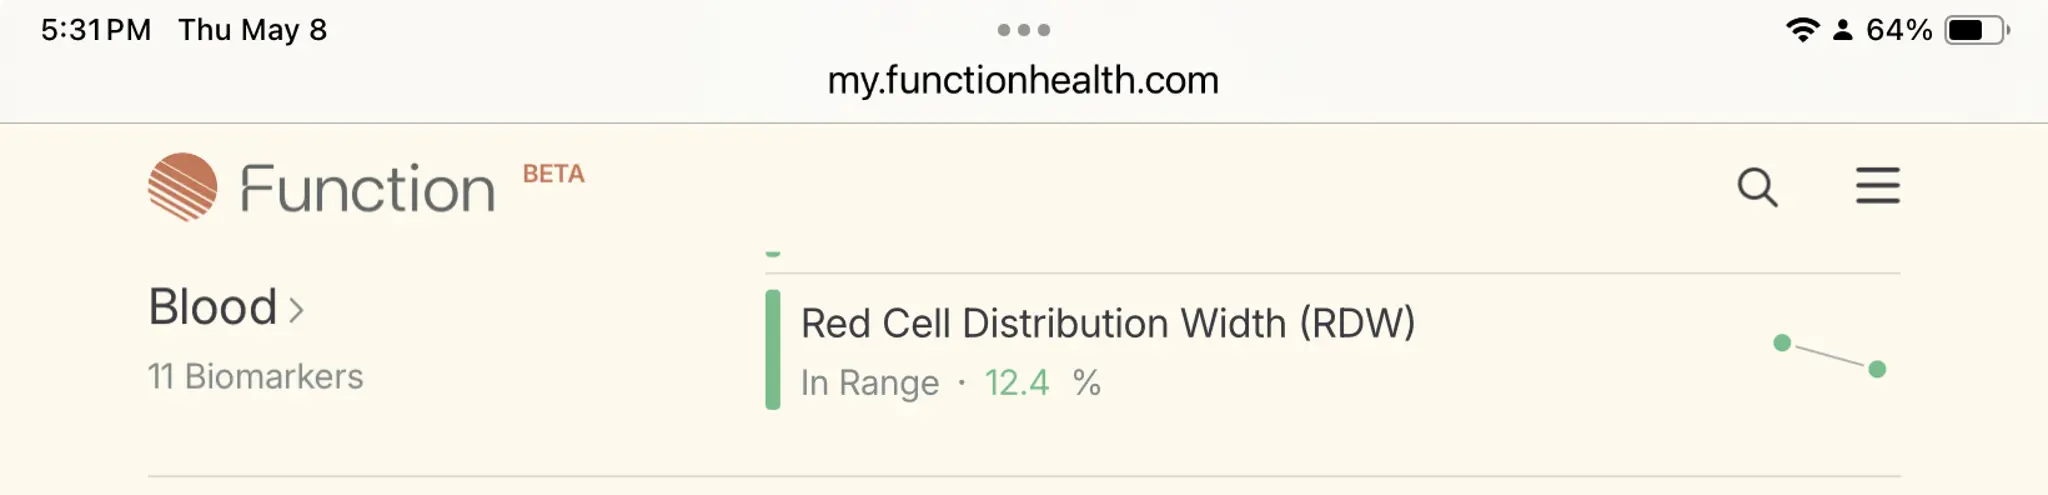 5:31 PM Thu May 8 64%
my.functionhealth.com
Function BETA
Blood
11 Biomarkers
Red Cell Distribution Width (RDW)
In Range · 12.4 %